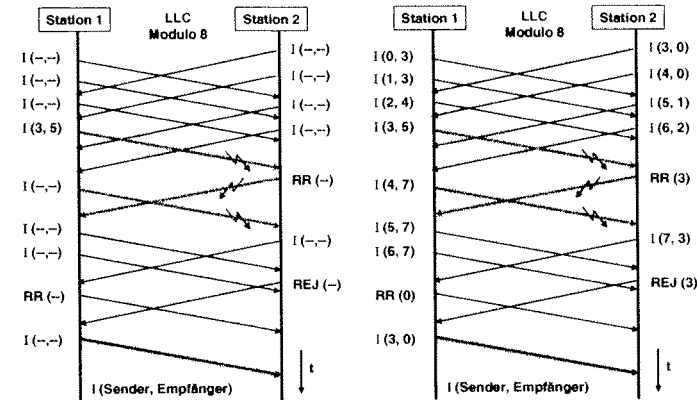 Station 1
LLC
Modulo 8
Station 2
I (--,--)
I (--,--)
I (--,--)
I (--,--)
I (--,--)
I (--,--)
I (3, 5)
I (--,--)
RR (--)
I (--,--)
I (--,--)
I (--,--)
I (--,--)
REJ (--)
RR (--)
I (--,--)
t
I (Sender, Empfänger)
Station 1
LLC
Modulo 8
Station 2
I (3, 0)
I (0, 3)
I (4, 0)
I (1, 3)
I (2, 4)
I (5, 1)
I (3, 5)
I (6, 2)
RR (3)
I (4, 7)
I (5, 7)
I (7, 3)
I (6, 7)
REJ (3)
RR (0)
I (3, 0)
t
I (Sender, Empfänger)